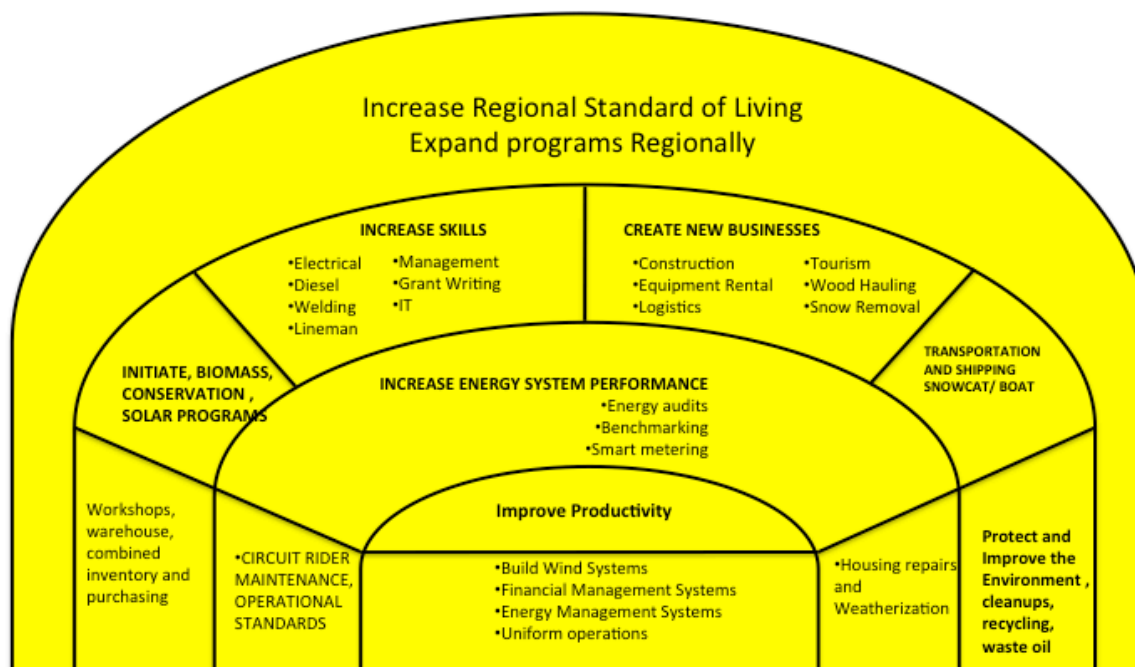 Increase Regional Standard of Living
Expand programs Regionally
INCREASE SKILLS
•Electrical
•Diesel
•Welding
•Lineman
•Management
•Grant Writing
•IT
CREATE NEW BUSINESSES
•Construction
•Equipment Rental
•Logistics
•Tourism
•Wood Hauling
•Snow Removal
INITIATE, BIOMASS,
CONSERVATION ,
SOLAR PROGRAMS
INCREASE ENERGY SYSTEM PERFORMANCE
•Energy audits
•Benchmarking
•Smart metering
TRANSPORTATION
AND SHIPPING
SNOWCAT/ BOAT
Workshops,
warehouse,
combined
inventory and
purchasing
•CIRCUIT RIDER
MAINTENANCE,
OPERATIONAL
STANDARDS
Improve Productivity
•Build Wind Systems
•Financial Management Systems
•Energy Management Systems
•Uniform operations
•Housing repairs
and
Weatherization
Protect and
Improve the
Environment ,
cleanups,
recycling,
waste oil